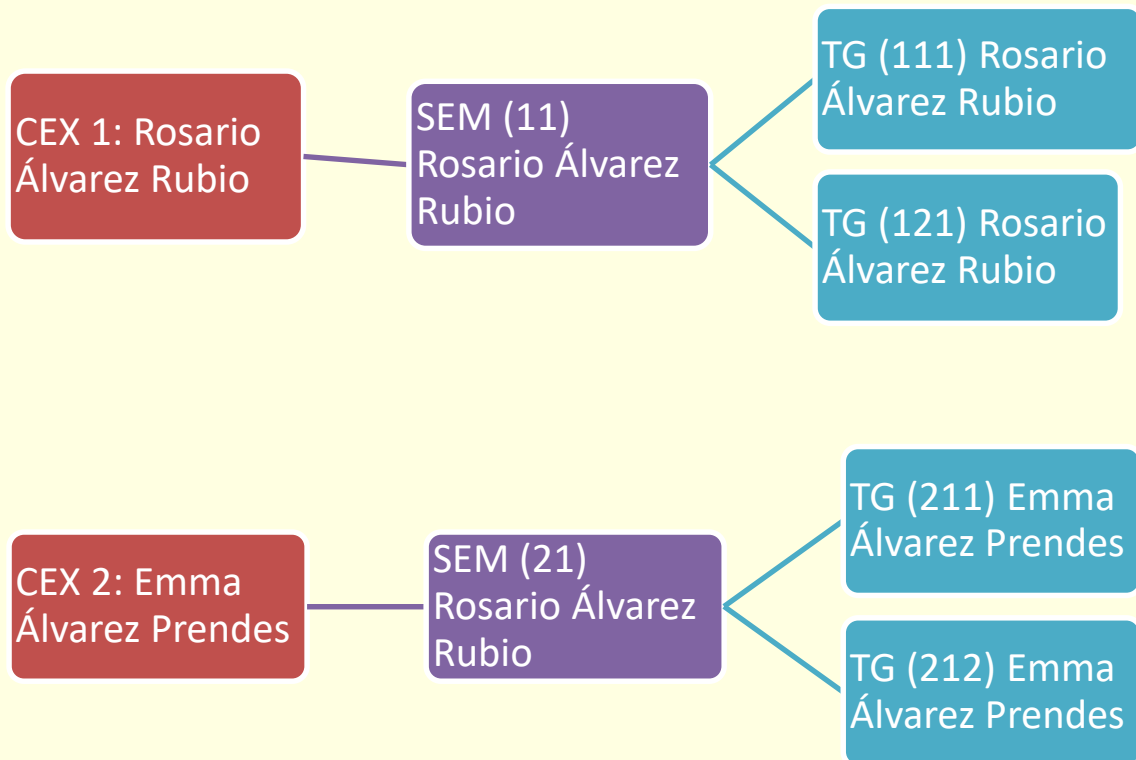 CEX 1: Rosario
Álvarez Rubio
SEM (11)
Rosario Álvarez
Rubio
TG (111) Rosario
Álvarez Rubio
TG (121) Rosario
Álvarez Rubio
CEX 2: Emma
Álvarez Prendes
SEM (21)
Rosario Álvarez
Rubio
TG (211) Emma
Álvarez Prendes
TG (212) Emma
Álvarez Prendes